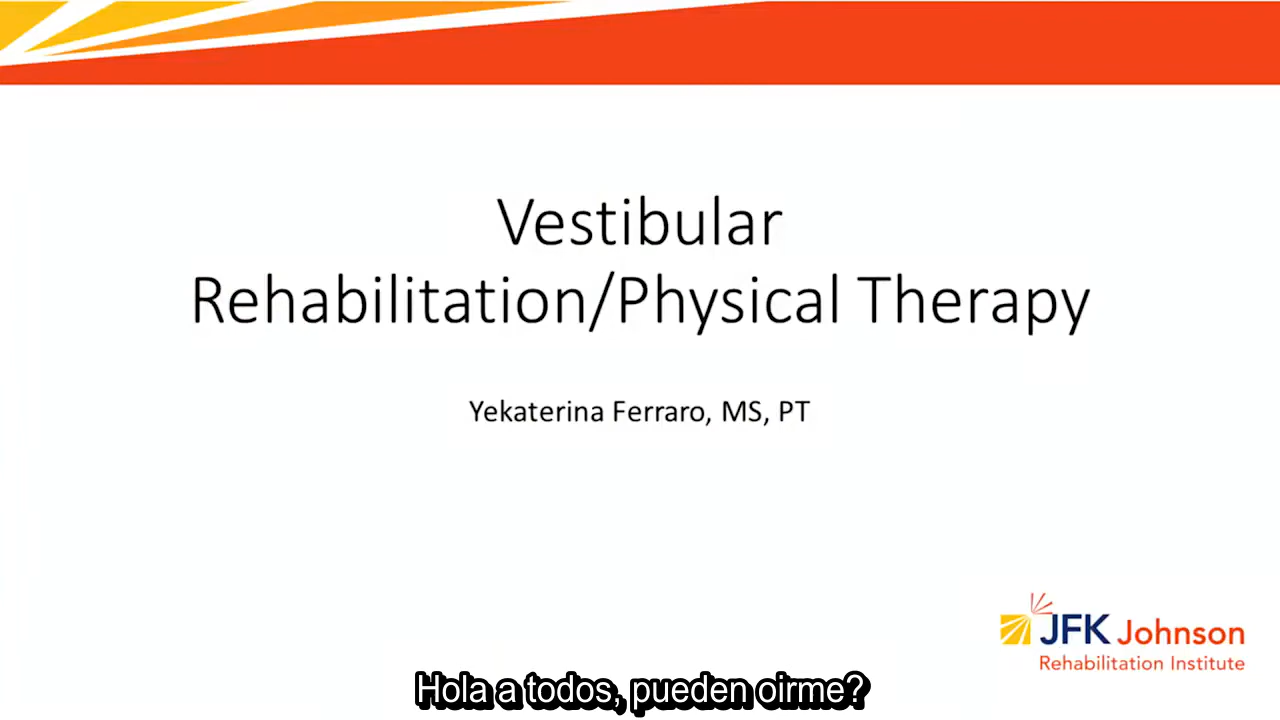 Vestibular
Rehabilitation/Physical Therapy
Yekaterina Ferraro, MS, PT
JFK Johnson
Rehabilitation Institute
Hola a todos, pueden oirme?